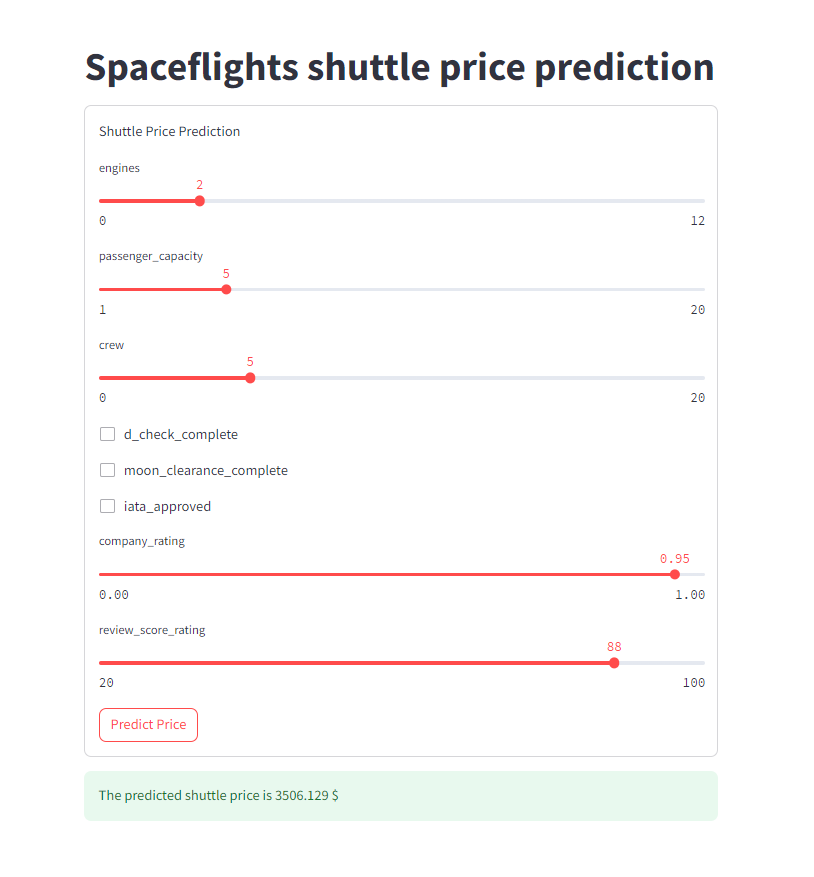 Spaceflights shuttle price prediction
Shuttle Price Prediction
engines
2
0 12
passenger_capacity
5
1 20
crew
5
0 20
d_check_complete
moon_clearance_complete
iata_approved
company_rating
0.95
0.00 1.00
review_score_rating
88
20 100
Predict Price
The predicted shuttle price is 3506.129 $